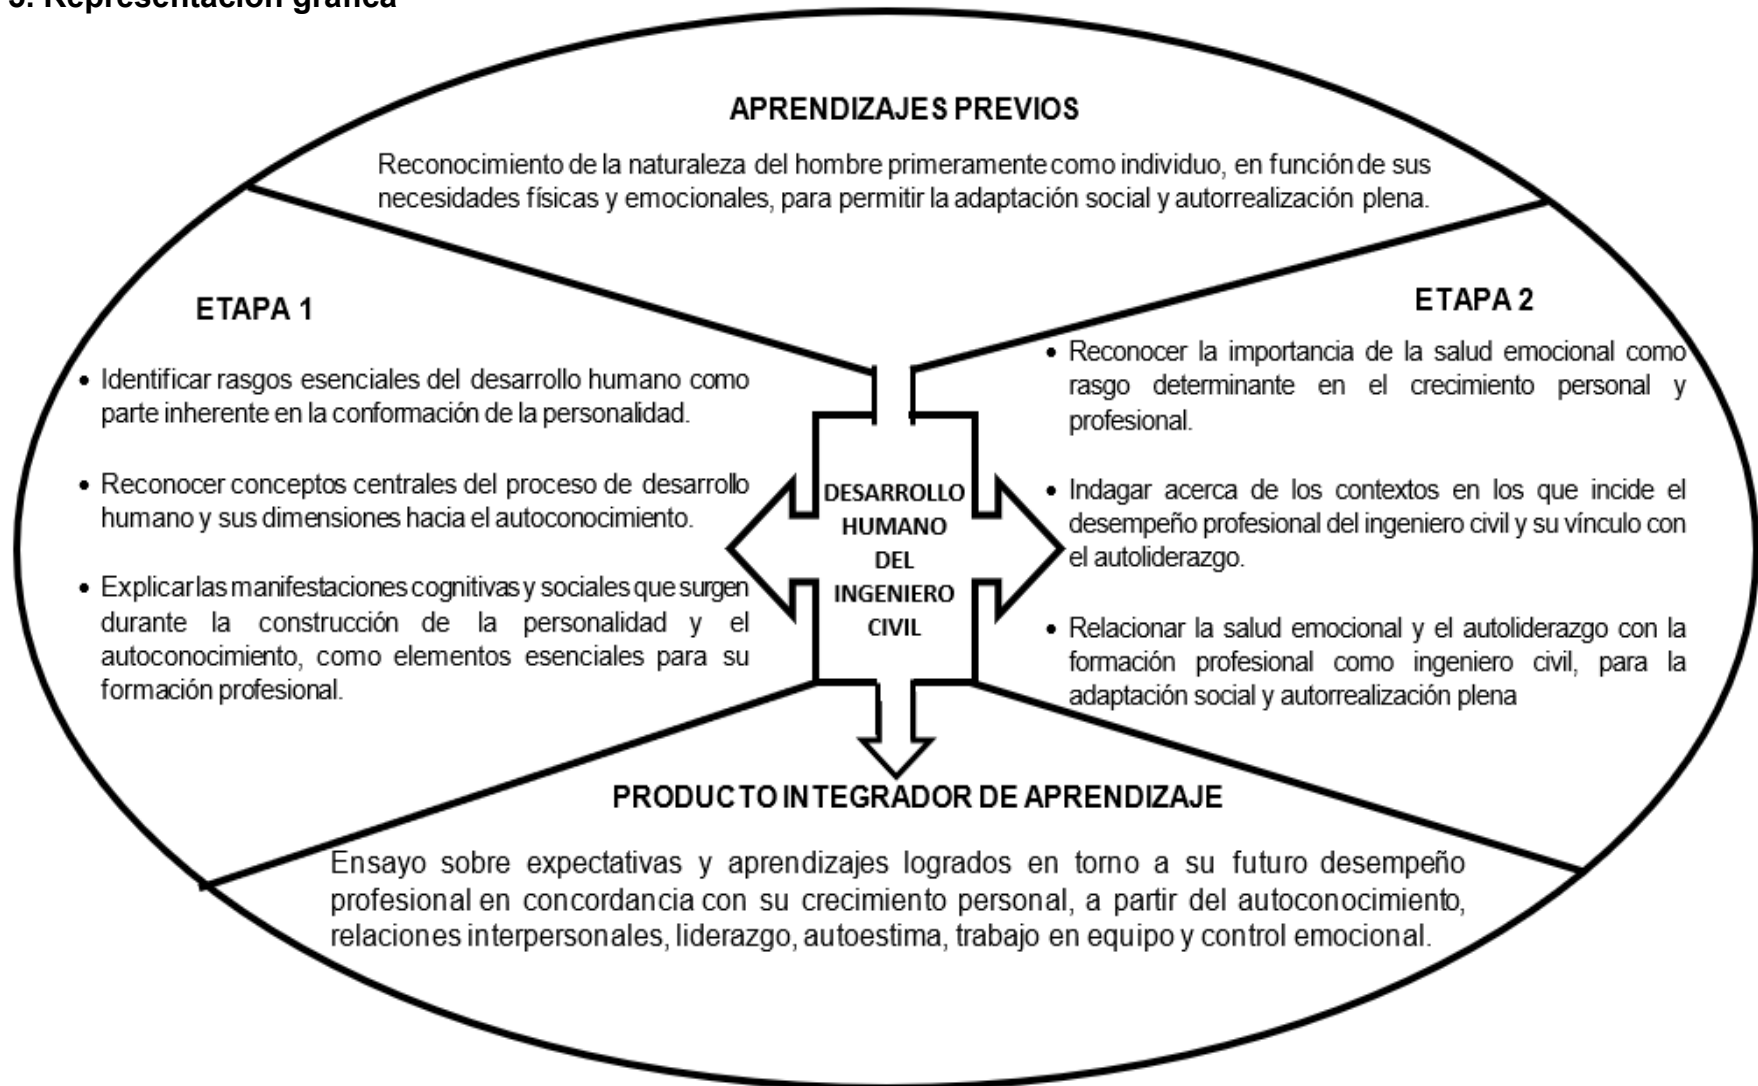 5. Representación gráfica
APRENDIZAJES PREVIOS
Reconocimiento de la naturaleza del hombre primeramente como individuo, en función de sus
necesidades físicas y emocionales, para permitir la adaptación social y autorrealización plena.
ETAPA 1
• Identificar rasgos esenciales del desarrollo humano como
parte inherente en la conformación de la personalidad.
• Reconocer conceptos centrales del proceso de desarrollo
humano y sus dimensiones hacia el autoconocimiento.
• Explicar las manifestaciones cognitivas y sociales que surgen
durante la construcción de la personalidad y el
autoconocimiento, como elementos esenciales para su
formación profesional.
DESARROLLO
HUMANO
DEL
INGENIERO
CIVIL
ETAPA 2
• Reconocer la importancia de la salud emocional como
rasgo determinante en el crecimiento personal y
profesional.
• Indagar acerca de los contextos en los que incide el
desempeño profesional del ingeniero civil y su vínculo con
el autoliderazgo.
• Relacionar la salud emocional y el autoliderazgo con la
formación profesional como ingeniero civil, para la
adaptación social y autorrealización plena
PRODUCTO INTEGRADOR DE APRENDIZAJE
Ensayo sobre expectativas y aprendizajes logrados en torno a su futuro desempeño
profesional en concordancia con su crecimiento personal, a partir del autoconocimiento,
relaciones interpersonales, liderazgo, autoestima, trabajo en equipo y control emocional.